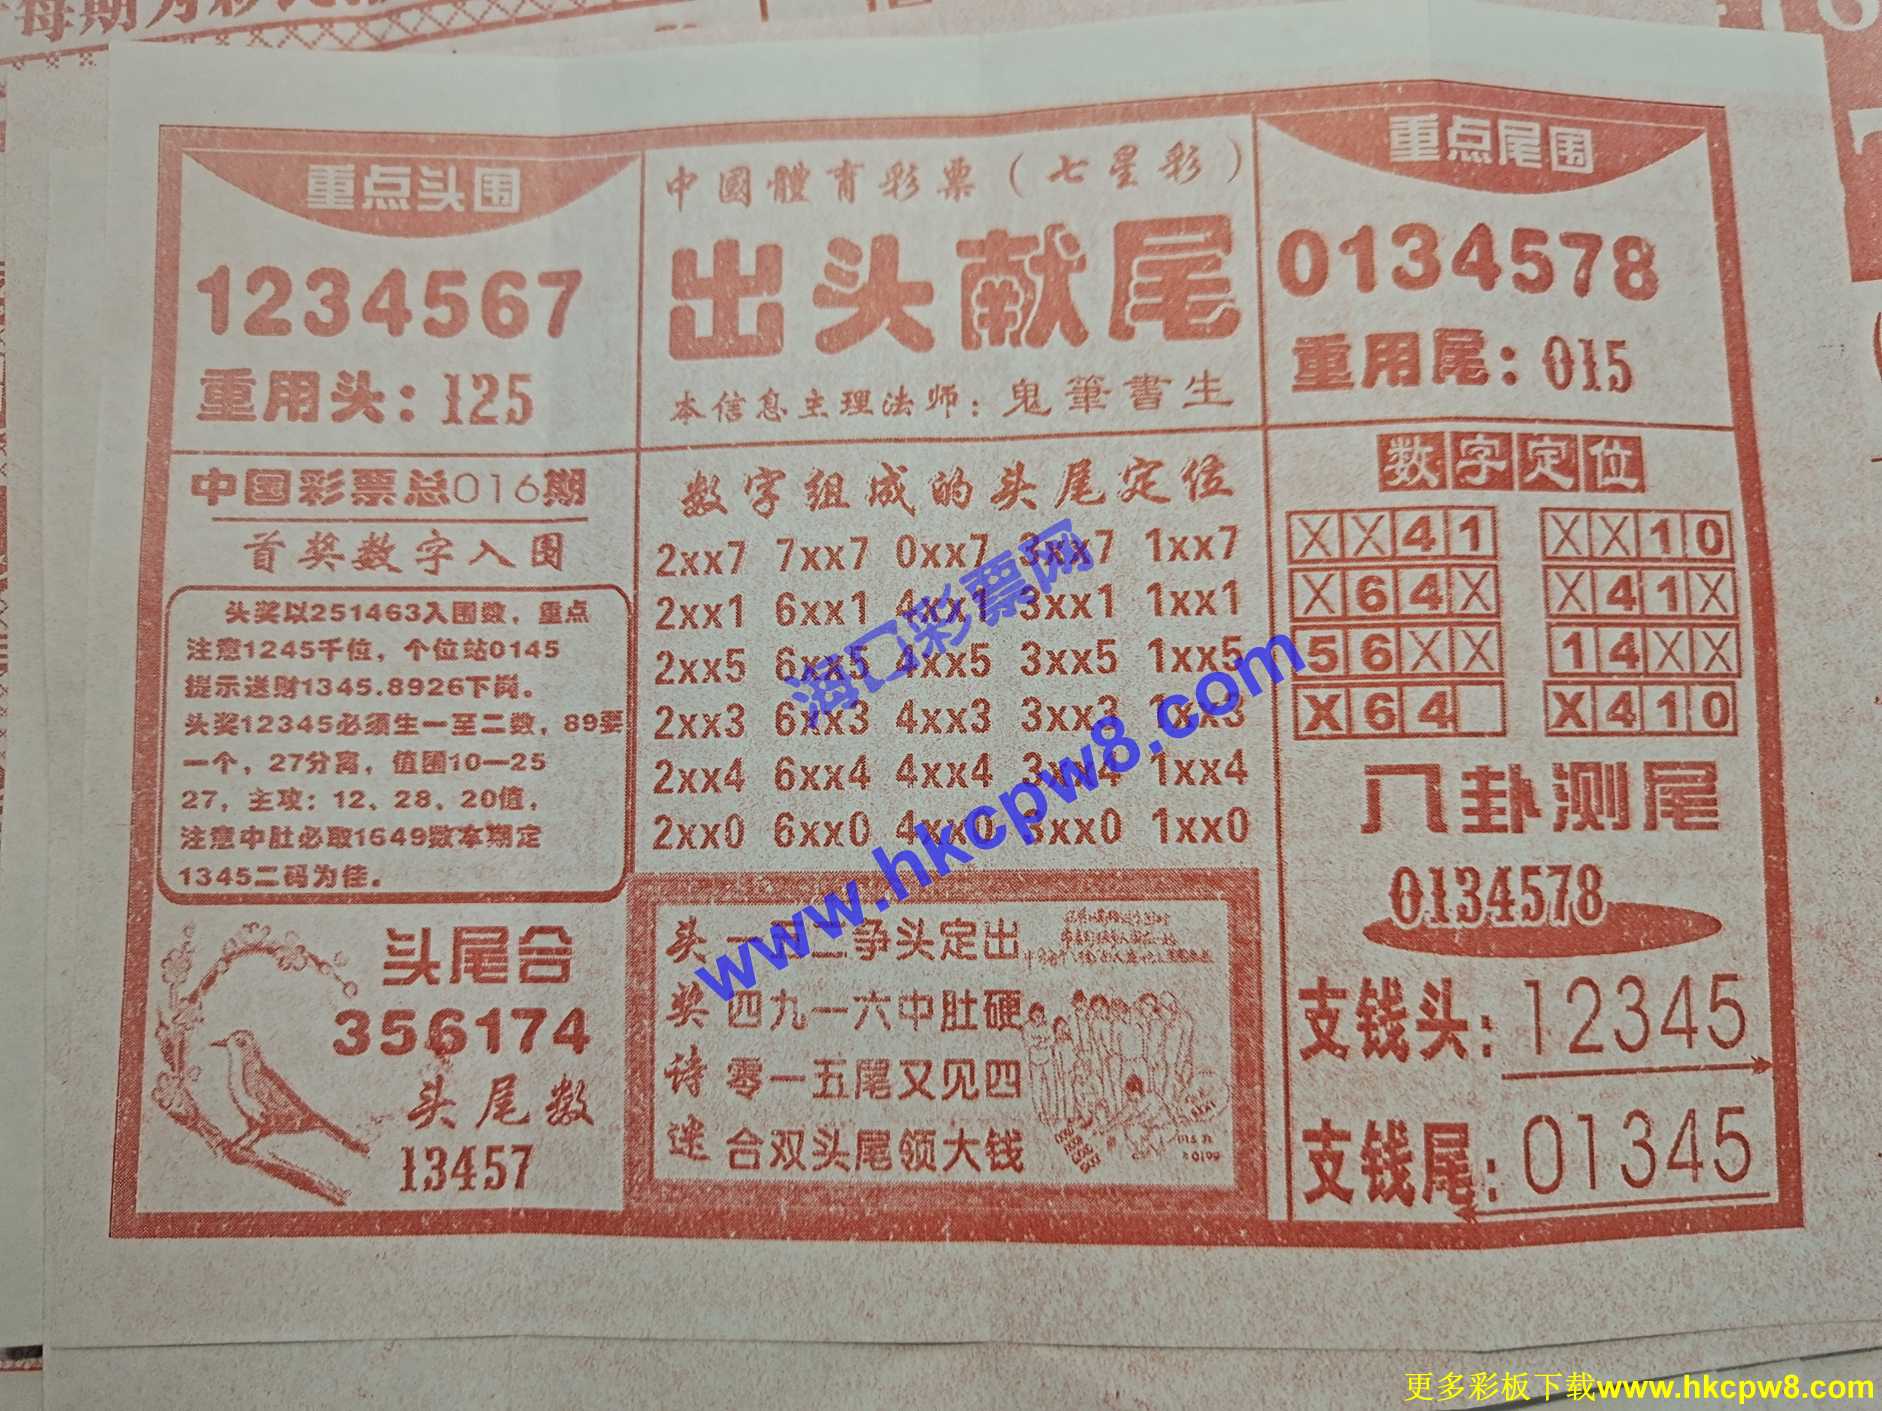 每期
重点头围
1234567
重用头：125
中國體育彩票（七星彩）
出头献尾
本信息主理法师：鬼筆書生
重点尾围
0134578
重用尾：015
中国彩票总016期
首奖数字入围
头奖以251463入围数，重点
注意1245千位，个位站0145
提示送财1345.8926下岗。
头奖12345必须生一至二数，89要
一个，27分离，值围10—25
27，主攻：12、28、20值，
注意中肚必取1649数本期定
1345二码为佳。
数字组成的头尾定位
2xx7 7xx7 0xx7 3xx7 1xx7
2xx1 6xx1 4xx1 3xx1 1xx1
2xx5 6xx5 4xx5 3xx5 1xx5
2xx3 6xx3 4xx3 3xx3 1xx3
2xx4 6xx4 4xx4 3xx4 1xx4
2xx0 6xx0 4xx0 3xx0 1xx0
数字定位
XX41 XX10
X64X X41X
56XX 14XX
X64 X410
八卦测尾
0134578
支钱头：12345
支钱尾：01345
头尾合
356174
头尾数
13457
头奖诗迷
一 二争头定出
四九一六中肚硬
零一五尾又见四
合双头尾领大钱
海口彩票网
www.hkcpw8.com
更多彩板下载www.hkcpw8.com